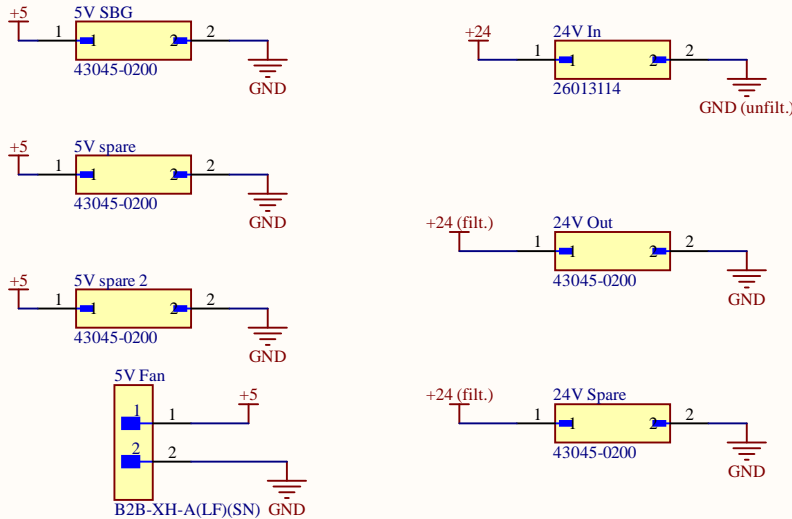 +5
5V SBG
1
1
2
2
43045-0200
GND
+24
24V In
1
1
2
2
26013114
GND (unfilt.)
+5
5V spare
1
1
2
2
43045-0200
GND
+24 (filt.)
24V Out
1
1
2
2
43045-0200
GND
+5
5V spare 2
1
1
2
2
43045-0200
GND
5V Fan
1
1
+5
2
2
B2B-XH-A(LF)(SN)
GND
+24 (filt.)
24V Spare
1
1
2
2
43045-0200
GND